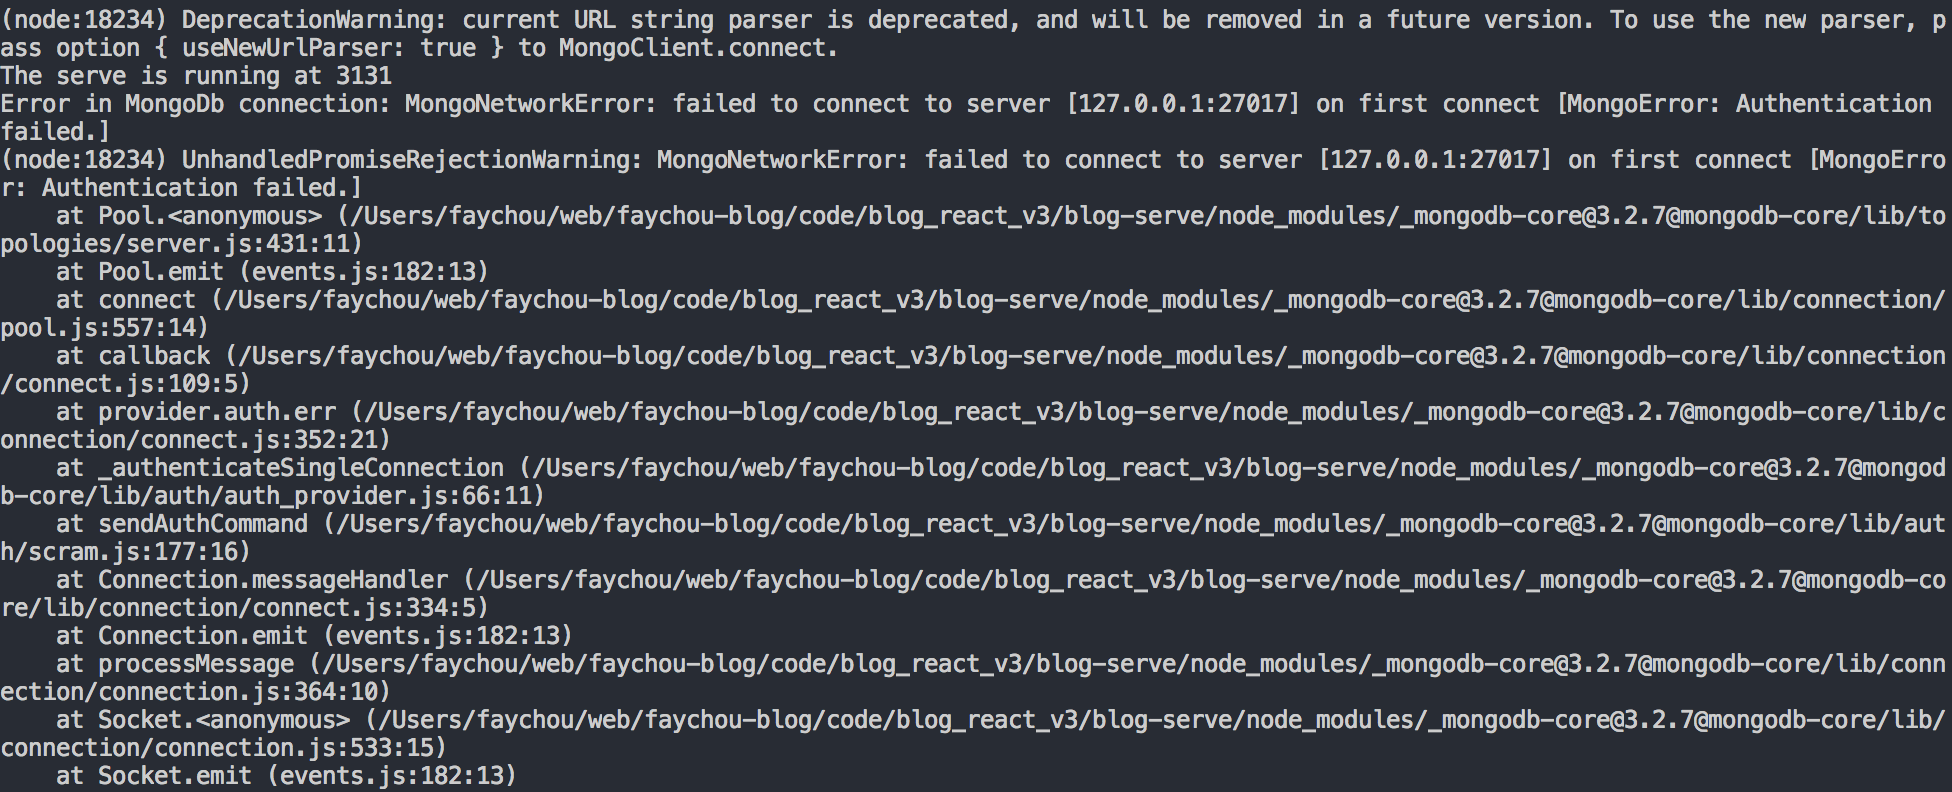 (node:18234) DeprecationWarning: current URL string parser is deprecated, and will be removed in a future version. To use the new parser, p
ass option { useNewUrlParser: true } to MongoClient.connect.
The serve is running at 3131
Error in MongoDb connection: MongoNetworkError: failed to connect to server [127.0.0.1:27017] on first connect [MongoError: Authentication
failed.]
(node:18234) UnhandledPromiseRejectionWarning: MongoNetworkError: failed to connect to server [127.0.0.1:27017] on first connect [MongoErro
r: Authentication failed.]
    at Pool.<anonymous> (/Users/faychou/web/faychou-blog/code/blog_react_v3/blog-serve/node_modules/_mongodb-core@3.2.7@mongodb-core/lib/to
pologies/server.js:431:11)
    at Pool.emit (events.js:182:13)
    at connect (/Users/faychou/web/faychou-blog/code/blog_react_v3/blog-serve/node_modules/_mongodb-core@3.2.7@mongodb-core/lib/connection/
pool.js:557:14)
    at callback (/Users/faychou/web/faychou-blog/code/blog_react_v3/blog-serve/node_modules/_mongodb-core@3.2.7@mongodb-core/lib/connection
/connect.js:109:5)
    at provider.auth.err (/Users/faychou/web/faychou-blog/code/blog_react_v3/blog-serve/node_modules/_mongodb-core@3.2.7@mongodb-core/lib/c
onnection/connect.js:352:21)
    at _authenticateSingleConnection (/Users/faychou/web/faychou-blog/code/blog_react_v3/blog-serve/node_modules/_mongodb-core@3.2.7@mongod
b-core/lib/auth/auth_provider.js:66:11)
    at sendAuthCommand (/Users/faychou/web/faychou-blog/code/blog_react_v3/blog-serve/node_modules/_mongodb-core@3.2.7@mongodb-core/lib/aut
h/scram.js:177:16)
    at Connection.messageHandler (/Users/faychou/web/faychou-blog/code/blog_react_v3/blog-serve/node_modules/_mongodb-core@3.2.7@mongodb-co
re/lib/connection/connect.js:334:5)
    at Connection.emit (events.js:182:13)
    at processMessage (/Users/faychou/web/faychou-blog/code/blog_react_v3/blog-serve/node_modules/_mongodb-core@3.2.7@mongodb-core/lib/conn
ection/connection.js:364:10)
    at Socket.<anonymous> (/Users/faychou/web/faychou-blog/code/blog_react_v3/blog-serve/node_modules/_mongodb-core@3.2.7@mongodb-core/lib/
connection/connection.js:533:15)
    at Socket.emit (events.js:182:13)